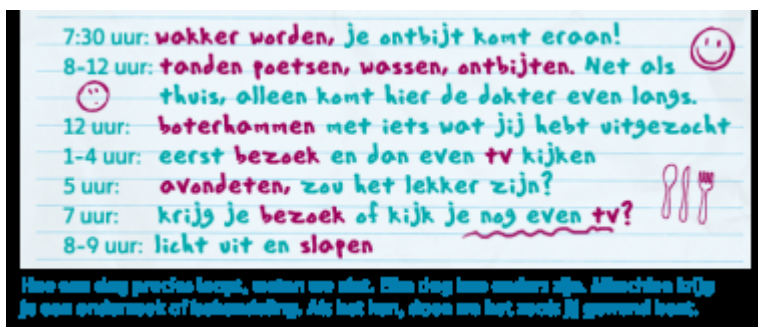 7:30 uur: wakker worden, je ontbijt komt eraan!
8-12 uur: tanden poetsen, wassen, ontbijten. Net als
thuis, alleen komt hier de dokter even langs.
12 uur: boterhammen met iets wat jij hebt uitgezocht
1-4 uur: eerst bezoek en dan even tv kijken
5 uur: avondeten, zou het lekker zijn?
7 uur: krijg je bezoek of kijk je nog even tv?
8-9 uur: licht uit en slapen
Hoe een dag precies loopt, weten we niet. Elke dag kan anders zijn. Misschien krijg
je een onderzoek of behandeling. Als het kan, doen we het zoals jij gewend bent.